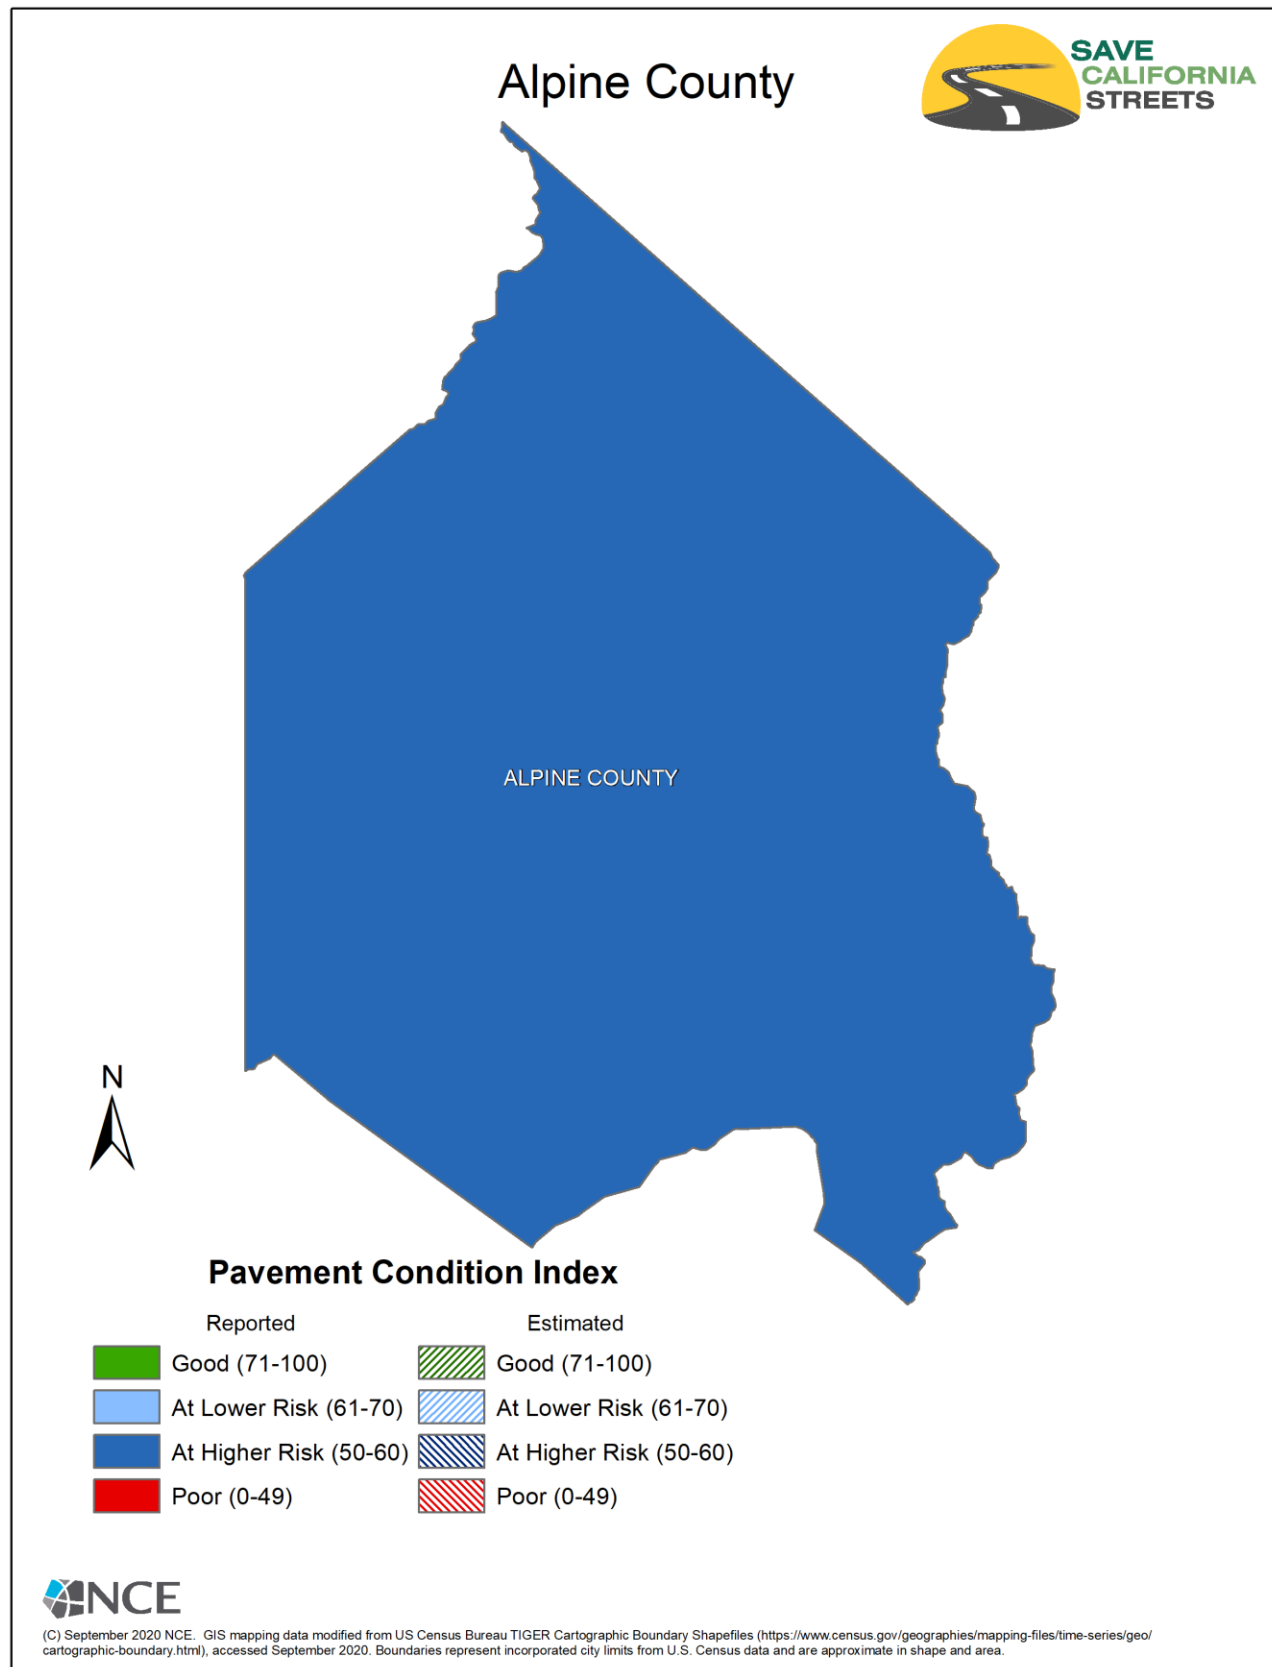 Alpine County
SAVE
CALIFORNIA
STREETS
ALPINE COUNTY
N
Pavement Condition Index
Reported
Estimated
Good (71-100)
Good (71-100)
At Lower Risk (61-70)
At Lower Risk (61-70)
At Higher Risk (50-60)
At Higher Risk (50-60)
Poor (0-49)
Poor (0-49)
NCE
(C) September 2020 NCE. GIS mapping data modified from US Census Bureau TIGER Cartographic Boundary Shapefiles (https://www.census.gov/geographies/mapping-files/time-series/geo/
cartographic-boundary.html), accessed September 2020. Boundaries represent incorporated city limits from U.S. Census data and are approximate in shape and area.